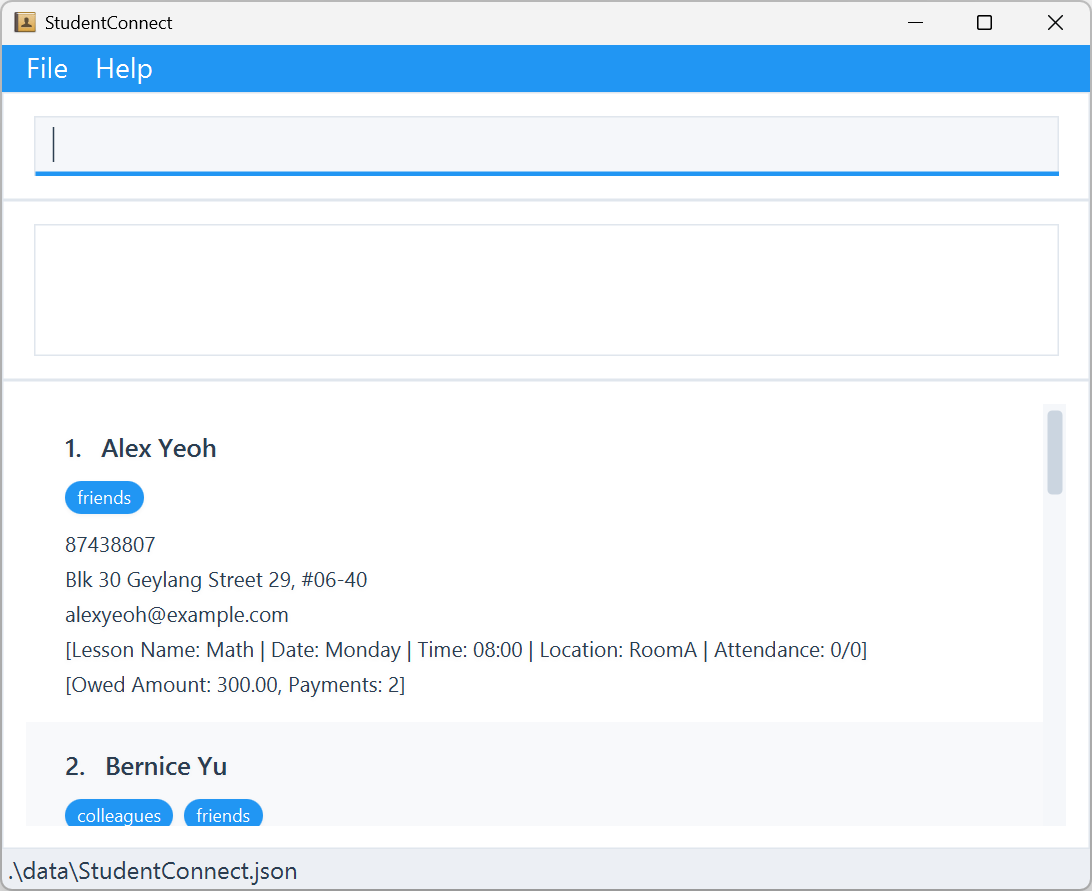 StudentConnect
File Help
1. Alex Yeoh
friends
87438807
Blk 30 Geylang Street 29, #06-40
alexyeoh@example.com
[Lesson Name: Math | Date: Monday | Time: 08:00 | Location: RoomA | Attendance: 0/0]
[Owed Amount: 300.00, Payments: 2]
2. Bernice Yu
colleagues friends
.\data\StudentConnect.json